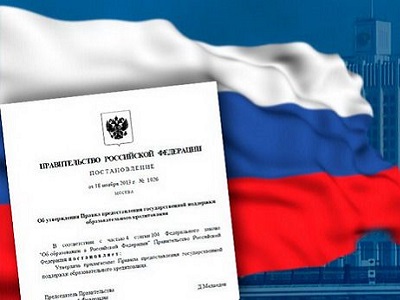 ПРАВИТЕЛЬСТВО РОССИЙСКОЙ ФЕДЕРАЦИИ
ПОСТАНОВЛЕНИЕ
от 18 ноября 2013 г. № 1026
МОСКВА
Об утверждении Правил предоставления государственной поддержки
образовательного кредитования
В соответствии с частью 4 статьи 104 Федерального закона
"Об образовании в Российской Федерации" Правительство Российской
Федерации постановляет:
Утвердить прилагаемые Правила предоставления государственной
поддержки образовательного кредитования.
Председатель Правительства
Д.Медведев